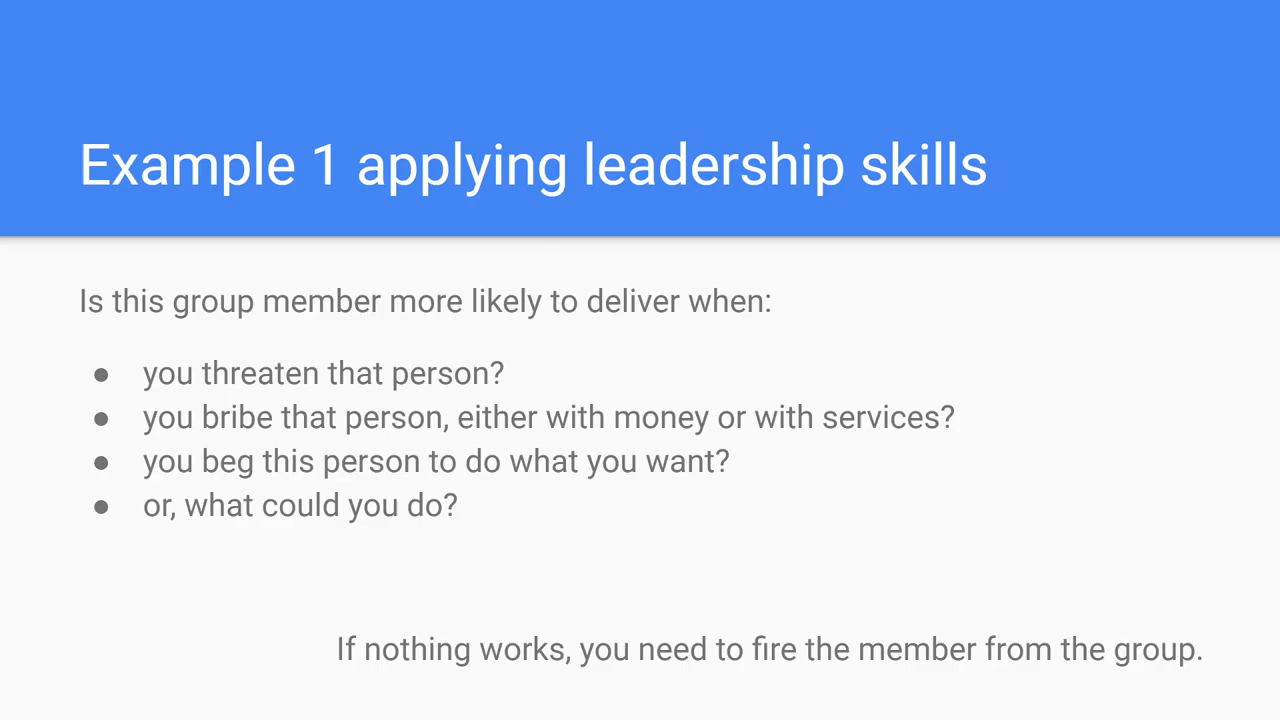 Example 1 applying leadership skills
Is this group member more likely to deliver when:
● you threaten that person?
● you bribe that person, either with money or with services?
● you beg this person to do what you want?
● or, what could you do?
If nothing works, you need to fire the member from the group.